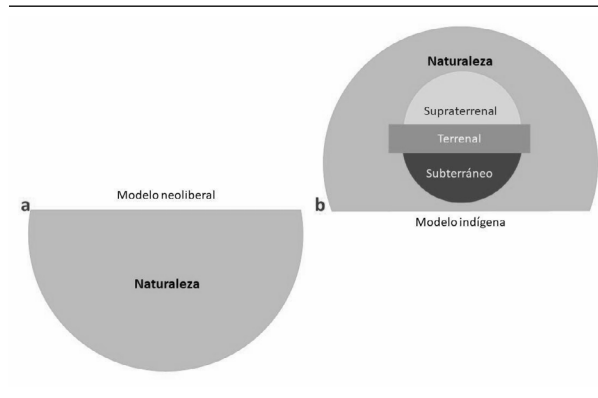 a
Modelo neoliberal
Naturaleza
b
Naturaleza
Supraterrenal
Terrenal
Subterráneo
Modelo indígena